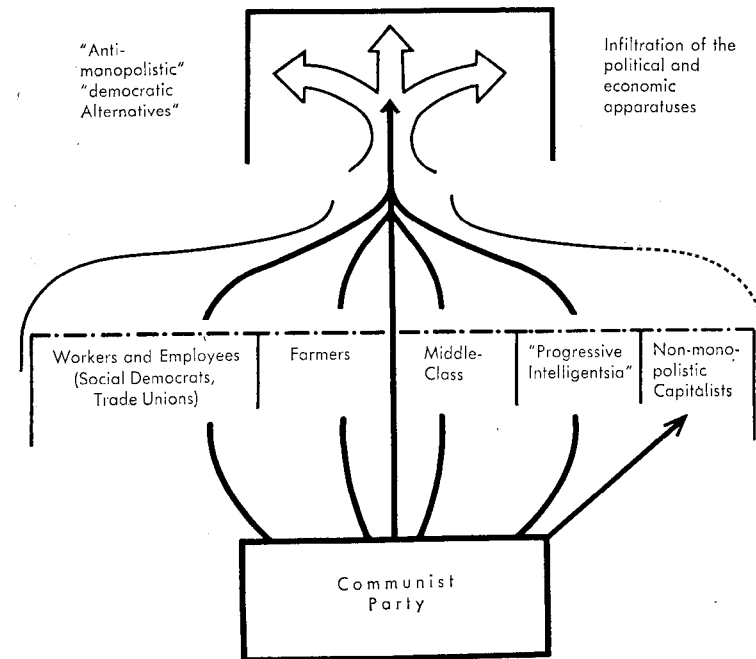 "Anti-
monopolistic"
"democratic
Alternatives"
Infiltration of the
political and
economic
apparatuses
Workers and Employees
(Social Democrats,
Trade Unions)
Farmers
Middle-
Class
"Progressive
Intelligentsia"
Non-mono-
polistic
Capitalists
Communist
Party